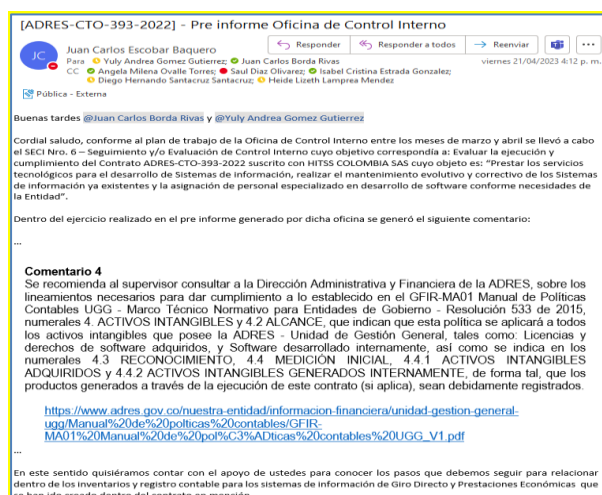 [ADRES-CTO-393-2022] - Pre informe Oficina de Control Interno
JC
Juan Carlos Escobar Baquero
Para Yuly Andrea Gomez Gutierrez; Juan Carlos Borda Rivas
CC Angela Milena Ovalle Torres; Saul Diaz Olivarez; Isabel Cristina Estrada Gonzalez;
Diego Hernando Santacruz Santacruz; Heide Lizeth Lamprea Mendez
Responder
Responder a todos
Reenviar
viernes 21/04/2023 4:12 p. m.
Pública - Externa
Buenas tardes @Juan Carlos Borda Rivas y @Yuly Andrea Gomez Gutierrez
Cordial saludo, conforme al plan de trabajo de la Oficina de Control Interno entre los meses de marzo y abril se llevó a cabo
el SECI Nro. 6 – Seguimiento y/o Evaluación de Control Interno cuyo objetivo correspondía a: Evaluar la ejecución y
cumplimiento del Contrato ADRES-CTO-393-2022 suscrito con HITSS COLOMBIA SAS cuyo objeto es: “Prestar los servicios
tecnológicos para el desarrollo de Sistemas de información, realizar el mantenimiento evolutivo y correctivo de los Sistemas
de información ya existentes y la asignación de personal especializado en desarrollo de software conforme necesidades de
la Entidad”.
Dentro del ejercicio realizado en el pre informe generado por dicha oficina se generó el siguiente comentario:
...
Comentario 4
Se recomienda al supervisor consultar a la Dirección Administrativa y Financiera de la ADRES, sobre los
lineamientos necesarios para dar cumplimiento a lo establecido en el GFIR-MA01 Manual de Políticas
Contables UGG - Marco Técnico Normativo para Entidades de Gobierno - Resolución 533 de 2015,
numerales 4. ACTIVOS INTANGIBLES y 4.2 ALCANCE, que indican que esta política se aplicará a todos
los activos intangibles que posee la ADRES - Unidad de Gestión General, tales como: Licencias y
derechos de software adquiridos, y Software desarrollado internamente, así como se indica en los
numerales 4.3 RECONOCIMIENTO, 4.4 MEDICIÓN INICIAL, 4.4.1 ACTIVOS INTANGIBLES
ADQUIRIDOS y 4.4.2 ACTIVOS INTANGIBLES GENERADOS INTERNAMENTE, de forma tal, que los
productos generados a través de la ejecución de este contrato (si aplica), sean debidamente registrados.
https://www.adres.gov.co/nuestra-entidad/informacion-financiera/unidad-gestion-general-
ugg/Manual%20de%20polticas%20contables/GFIR-
MA01%20Manual%20de%20pol%C3%ADticas%20contables%20UGG_V1.pdf
...
En este sentido quisiéramos contar con el apoyo de ustedes para conocer los pasos que debemos seguir para relacionar
dentro de los inventarios y registro contable para los sistemas de información de Giro Directo y Prestaciones Económicas que
se han ido creado dentro del contrato en mención.